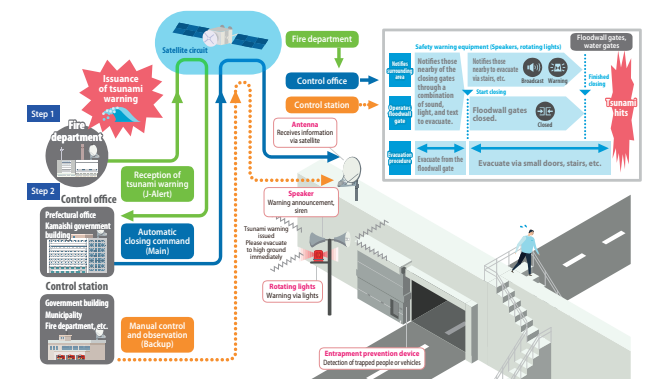 Satellite circuit
Issuance
of tsunami
warning
Step 1
Fire
department
Reception of
tsunami warning
(J-Alert)
Step 2
Control office
Prefectural office
Kamaishi government
building
Automatic
closing command
(Main)
Control station
Government building
Municipality
Fire department, etc.
Manual control
and observation
(Backup)
Fire department
Control office
Control station
Antenna
Receives information
via satellite
Speaker
Warning announcement,
siren
Tsunami warning
issued
Please evacuate
to high ground
immediately
Rotating lights
Warning via lights
Entrapment prevention device
Detection of trapped people or vehicles
Safety warning equipment (Speakers, rotating lights)
Floodwall gates,
water gates
Notifies
surrounding
area
Notifies those
nearby of the
closing gates
through a
combination
of sound,
light, and text
to evacuate.
Notifies those
nearby to evacuate
via stairs, etc.
Broadcast
Warning
Start closing
Finished
closing
Operates
floodwall
gate
Floodwall gates
closed.
Closed
Tsunami
hits
Evacuation
procedure
Evacuate from the
floodwall gate
Evacuate via small doors, stairs, etc.